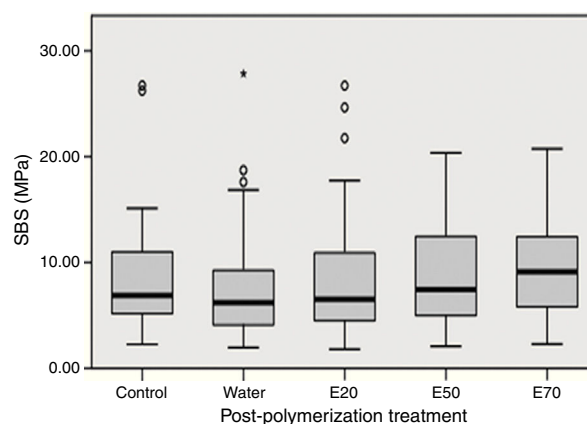 30.00
20.00
10.00
0.00
SBS (MPa)
Control Water E20 E50 E70
Post-polymerization treatment